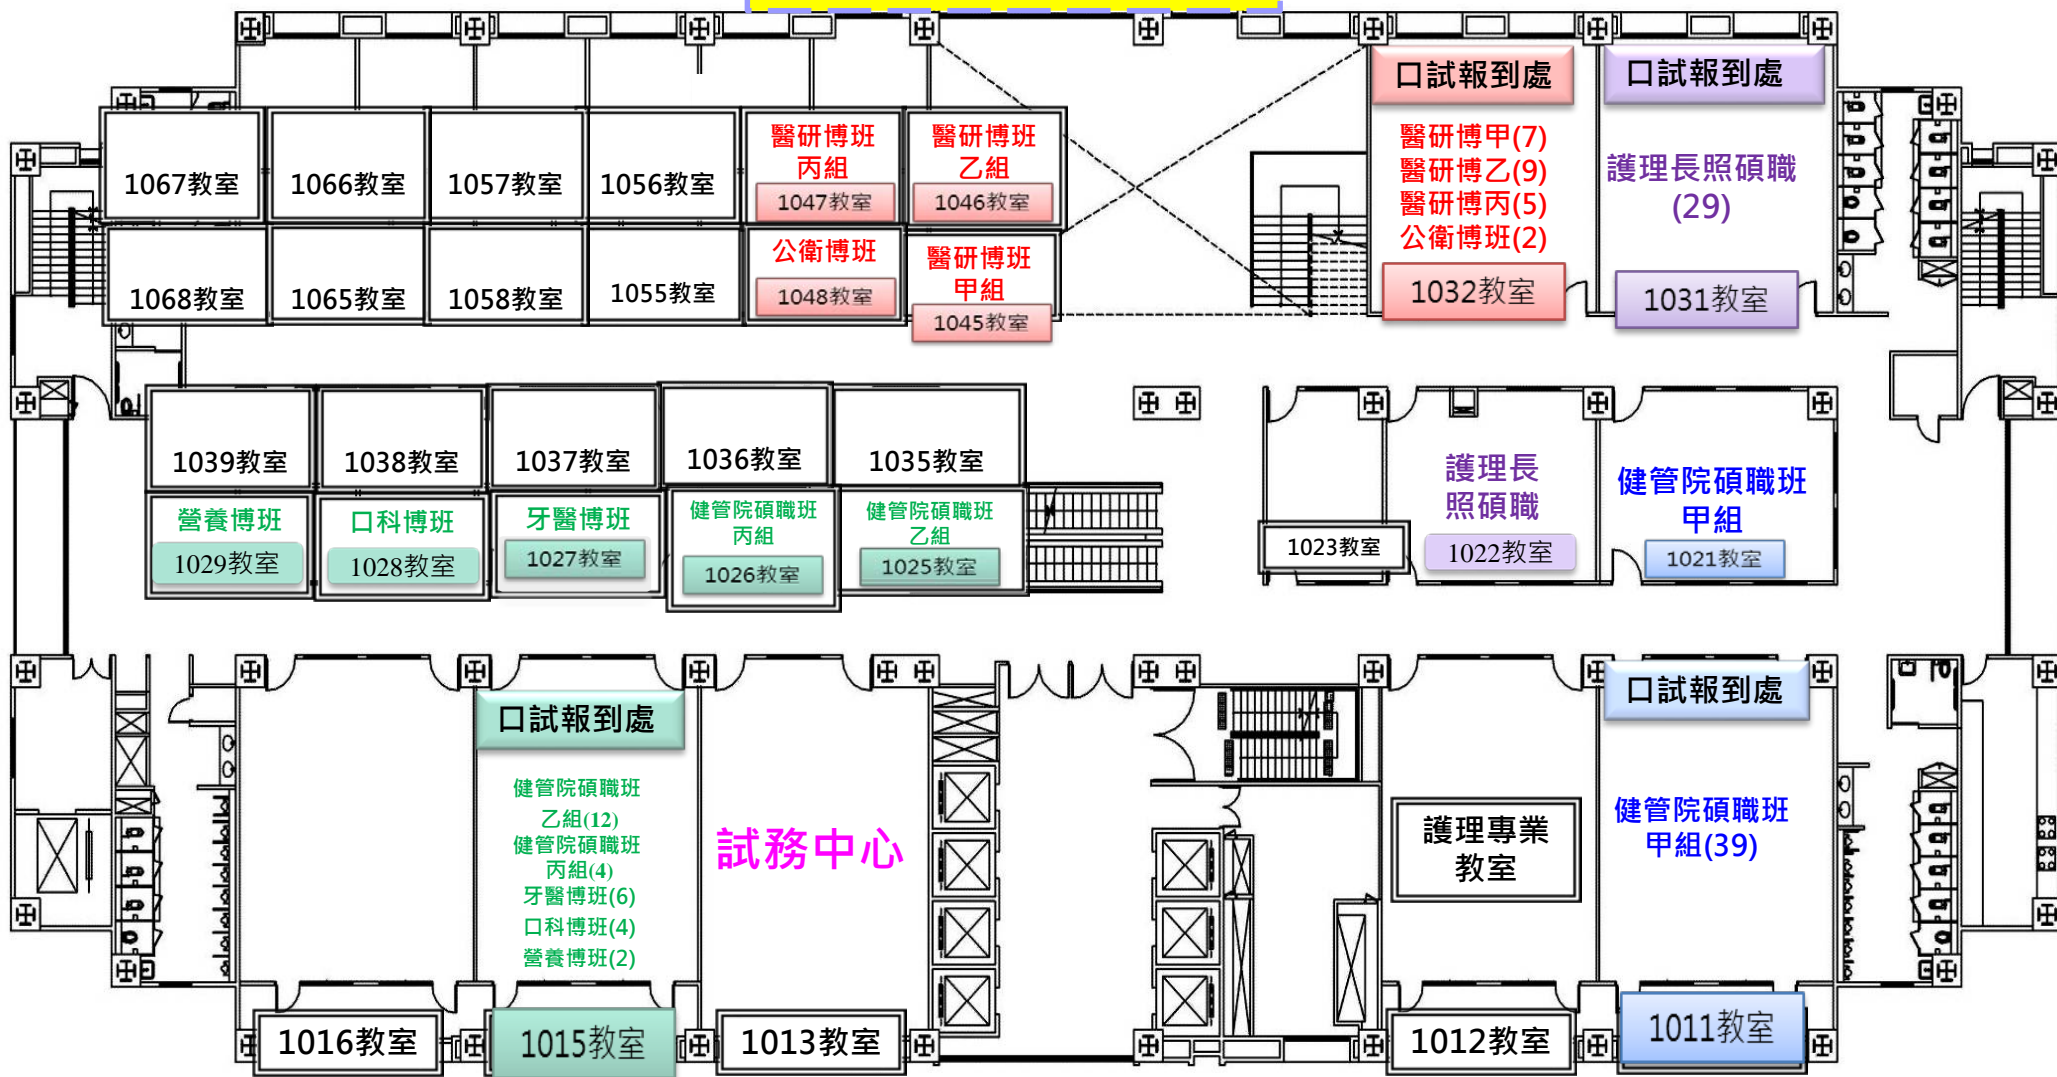 口試報到處
口試報到處
醫研博班
丙組
1047教室
醫研博班
乙組
1046教室
醫研博甲(7)
醫研博乙(9)
醫研博丙(5)
公衛博班(2)
1032教室
護理長照碩職
(29)
1031教室
1067教室
1066教室
1057教室
1056教室
1068教室
1065教室
1058教室
1055教室
公衛博班
1048教室
醫研博班
甲組
1045教室
1039教室
1038教室
1037教室
1036教室
1035教室
營養博班
1029教室
口科博班
1028教室
牙醫博班
1027教室
健管院碩職班
丙組
1026教室
健管院碩職班
乙組
1025教室
1023教室
護理長
照碩職
1022教室
健管院碩職班
甲組
1021教室
口試報到處
健管院碩職班
乙組(12)
健管院碩職班
丙組(4)
牙醫博班(6)
口科博班(4)
營養博班(2)
試務中心
護理專業
教室
口試報到處
健管院碩職班
甲組(39)
1016教室
1015教室
1013教室
1012教室
1011教室